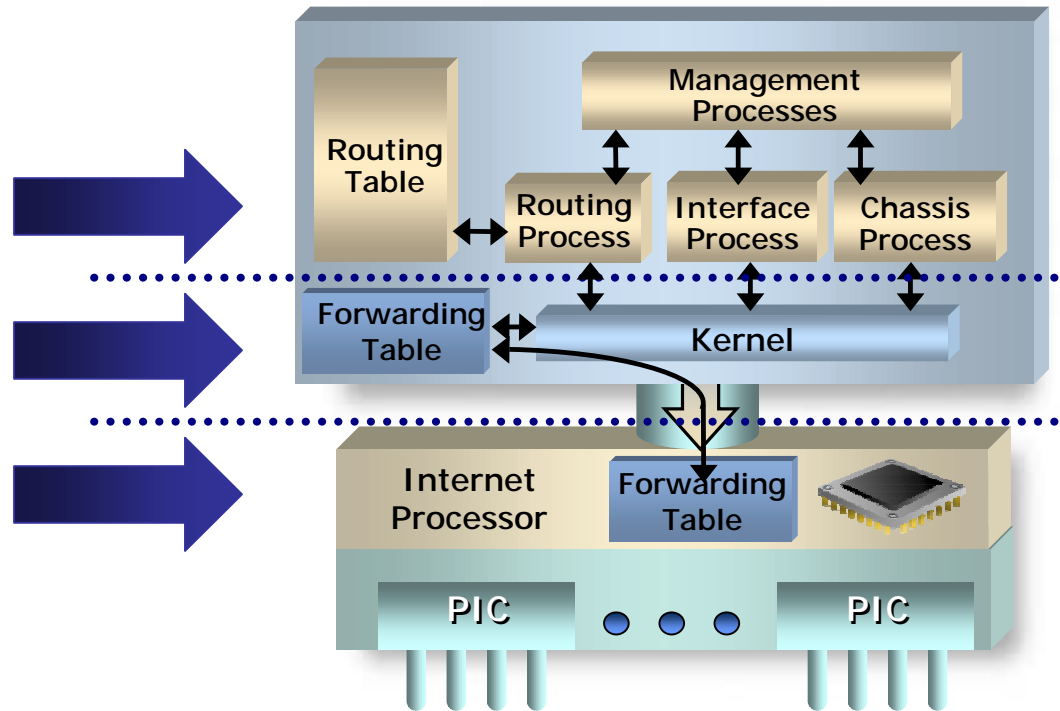 Management
Processes
Routing
Table
Routing
Process
Interface
Process
Chassis
Process
Forwarding
Table
Kernel
Internet
Processor
Forwarding
Table
PIC
PIC